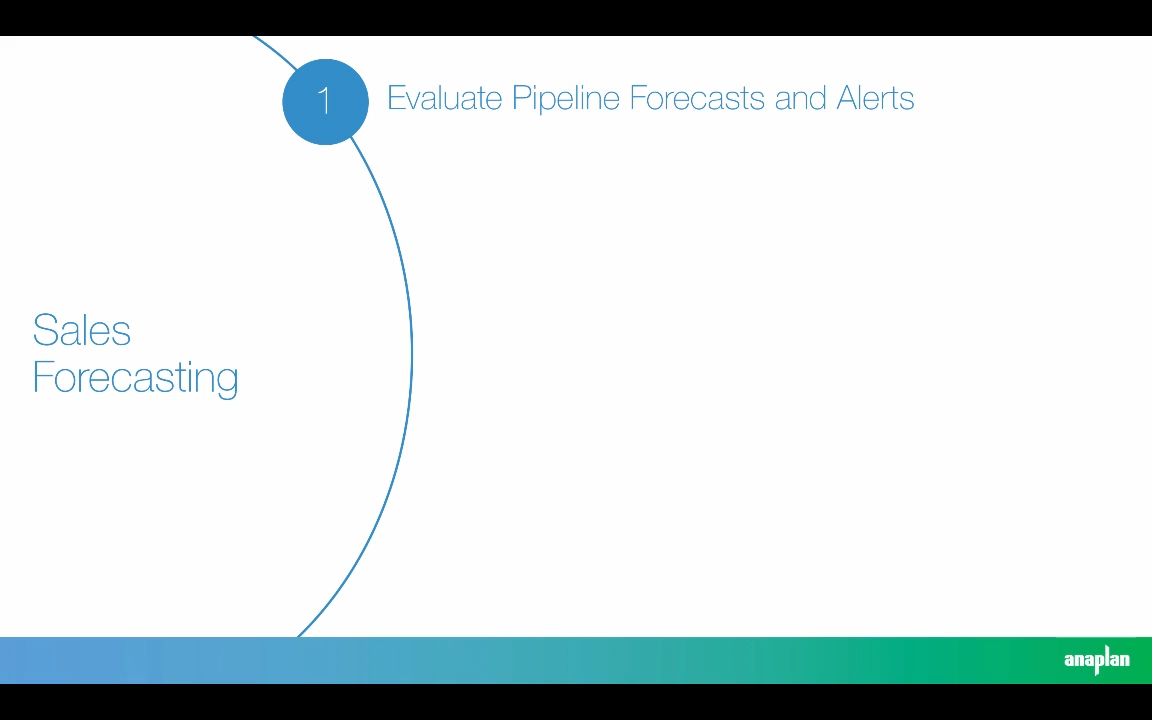 1
Evaluate Pipeline Forecasts and Alerts
Sales
Forecasting
anaplan